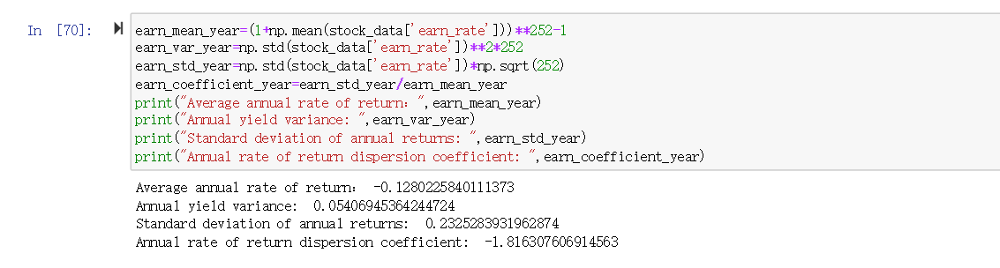 In [70]:
earn_mean_year=(1+np.mean(stock_data['earn_rate']))**252-1
earn_var_year=np.std(stock_data['earn_rate'])**2*252
earn_std_year=np.std(stock_data['earn_rate'])*np.sqrt(252)
earn_coefficient_year=earn_std_year/earn_mean_year
print("Average annual rate of return：",earn_mean_year)
print("Annual yield variance: ",earn_var_year)
print("Standard deviation of annual returns: ",earn_std_year)
print("Annual rate of return dispersion coefficient: ",earn_coefficient_year)
Average annual rate of return： -0.1280225840111373
Annual yield variance:  0.05406945364244724
Standard deviation of annual returns:  0.2325283931962874
Annual rate of return dispersion coefficient:  -1.816307606914563